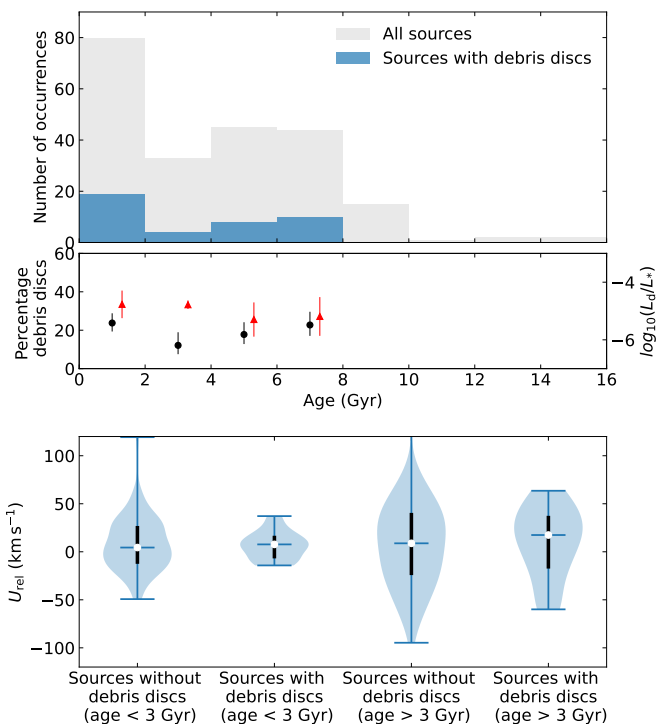 All sources
Sources with debris discs
Number of occurrences
80
60
40
20
0
Percentage
debris discs
60
40
20
0
−4
−6
log₁₀(L_d/L_*)
0 2 4 6 8 10 12 14 16
Age (Gyr)
U_rel (km s⁻¹)
100
50
0
−50
−100
Sources without
debris discs
(age < 3 Gyr)
Sources with
debris discs
(age < 3 Gyr)
Sources without
debris discs
(age > 3 Gyr)
Sources with
debris discs
(age > 3 Gyr)